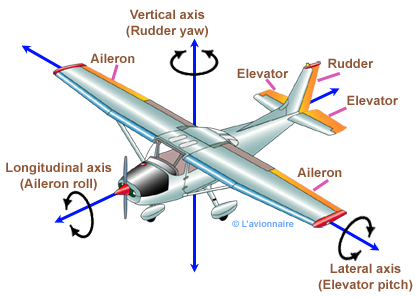 Vertical axis
(Rudder yaw)
Aileron
Elevator
Rudder
Elevator
Longitudinal axis
(Aileron roll)
Aileron
© L'avionnaire
Lateral axis
(Elevator pitch)